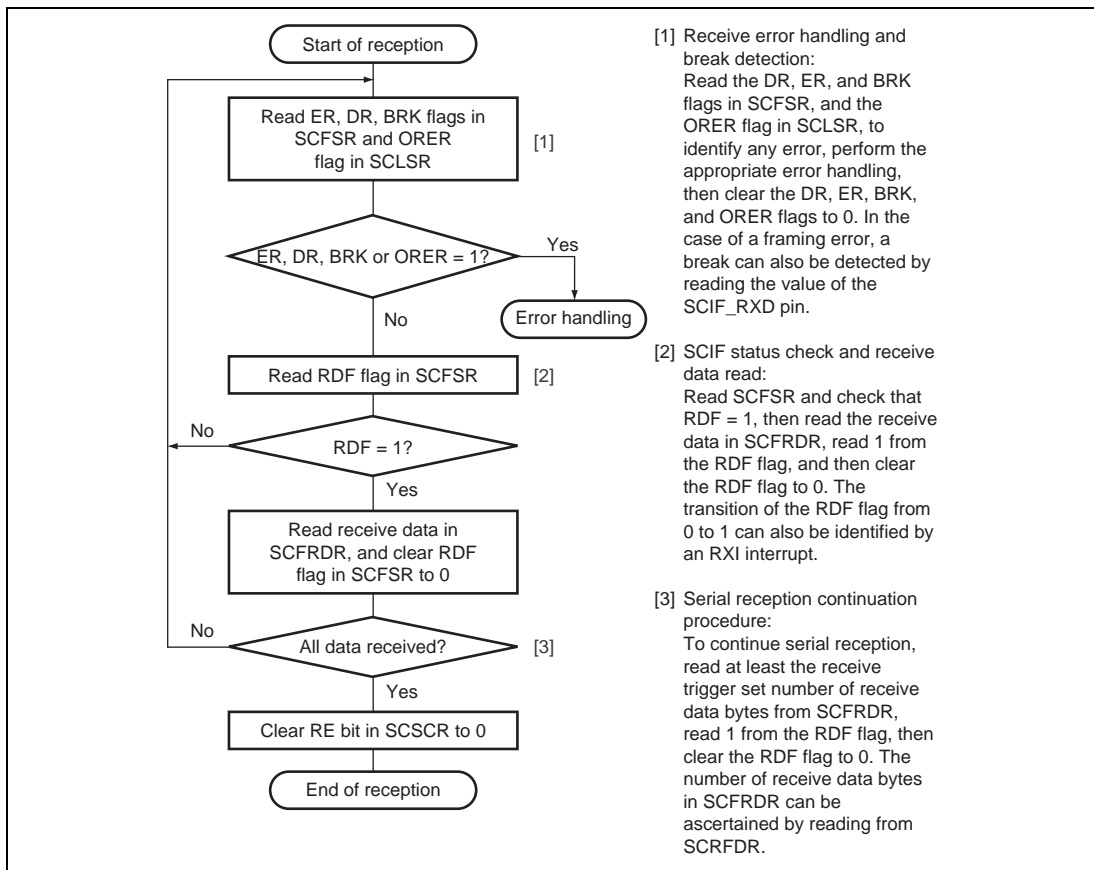 Start of reception
Read ER, DR, BRK flags in
SCFSR and ORER
flag in SCLSR
[1]
ER, DR, BRK or ORER = 1?
Yes
Error handling
No
Read RDF flag in SCFSR
[2]
No
RDF = 1?
Yes
Read receive data in
SCFRDR, and clear RDF
flag in SCFSR to 0
No
All data received?
[3]
Yes
Clear RE bit in SCSCR to 0
End of reception
[1] Receive error handling and
break detection:
Read the DR, ER, and BRK
flags in SCFSR, and the
ORER flag in SCLSR, to
identify any error, perform the
appropriate error handling,
then clear the DR, ER, BRK,
and ORER flags to 0. In the
case of a framing error, a
break can also be detected by
reading the value of the
SCIF_RXD pin.
[2] SCIF status check and receive
data read:
Read SCFSR and check that
RDF = 1, then read the receive
data in SCFRDR, read 1 from
the RDF flag, and then clear
the RDF flag to 0. The
transition of the RDF flag from
0 to 1 can also be identified by
an RXI interrupt.
[3] Serial reception continuation
procedure:
To continue serial reception,
read at least the receive
trigger set number of receive
data bytes from SCFRDR,
read 1 from the RDF flag, then
clear the RDF flag to 0. The
number of receive data bytes
in SCFRDR can be
ascertained by reading from
SCRFDR.